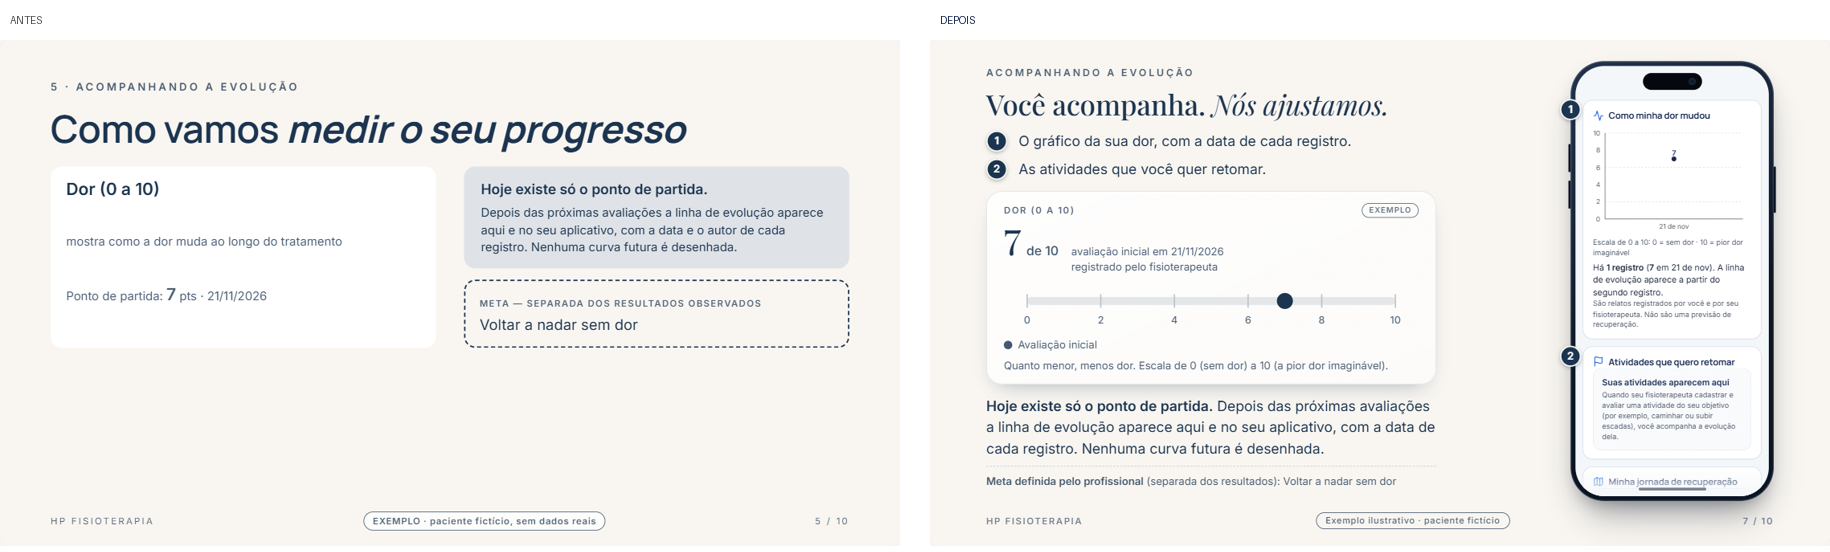 ANTES
5 · ACOMPANHANDO A EVOLUÇÃO
Como vamos medir o seu progresso
Dor (0 a 10)
mostra como a dor muda ao longo do tratamento
Ponto de partida: 7 pts · 21/11/2026
Hoje existe só o ponto de partida.
Depois das próximas avaliações a linha de evolução aparece
aqui e no seu aplicativo, com a data e o autor de cada
registro. Nenhuma curva futura é desenhada.
META — SEPARADA DOS RESULTADOS OBSERVADOS
Voltar a nadar sem dor
HP FISIOTERAPIA
EXEMPLO · paciente fictício, sem dados reais
5 / 10
DEPOIS
ACOMPANHANDO A EVOLUÇÃO
Você acompanha. Nós ajustamos.
1 O gráfico da sua dor, com a data de cada registro.
2 As atividades que você quer retomar.
DOR (0 A 10)
EXEMPLO
7 de 10
avaliação inicial em 21/11/2026
registrado pelo fisioterapeuta
0 2 4 6 8 10
Avaliação inicial
Quanto menor, menos dor. Escala de 0 (sem dor) a 10 (a pior dor imaginável).
Hoje existe só o ponto de partida. Depois das próximas avaliações
a linha de evolução aparece aqui e no seu aplicativo, com a data de
cada registro. Nenhuma curva futura é desenhada.
Meta definida pelo profissional (separada dos resultados): Voltar a nadar sem dor
1
Como minha dor mudou
10
8
6
4
2
0
7
21 de nov
Escala de 0 a 10: 0 = sem dor · 10 = pior dor
imaginável
Há 1 registro (7 em 21 de nov). A linha
de evolução aparece a partir do
segundo registro.
São relatos registrados por você e por seu
fisioterapeuta. Não são uma previsão de
recuperação.
2
Atividades que quero retomar
Suas atividades aparecem aqui
Quando seu fisioterapeuta cadastrar e
avaliar uma atividade do seu objetivo
(por exemplo, caminhar ou subir
escadas), você acompanha a evolução
dela.
Minha jornada de recuperação
HP FISIOTERAPIA
Exemplo ilustrativo · paciente fictício
7 / 10